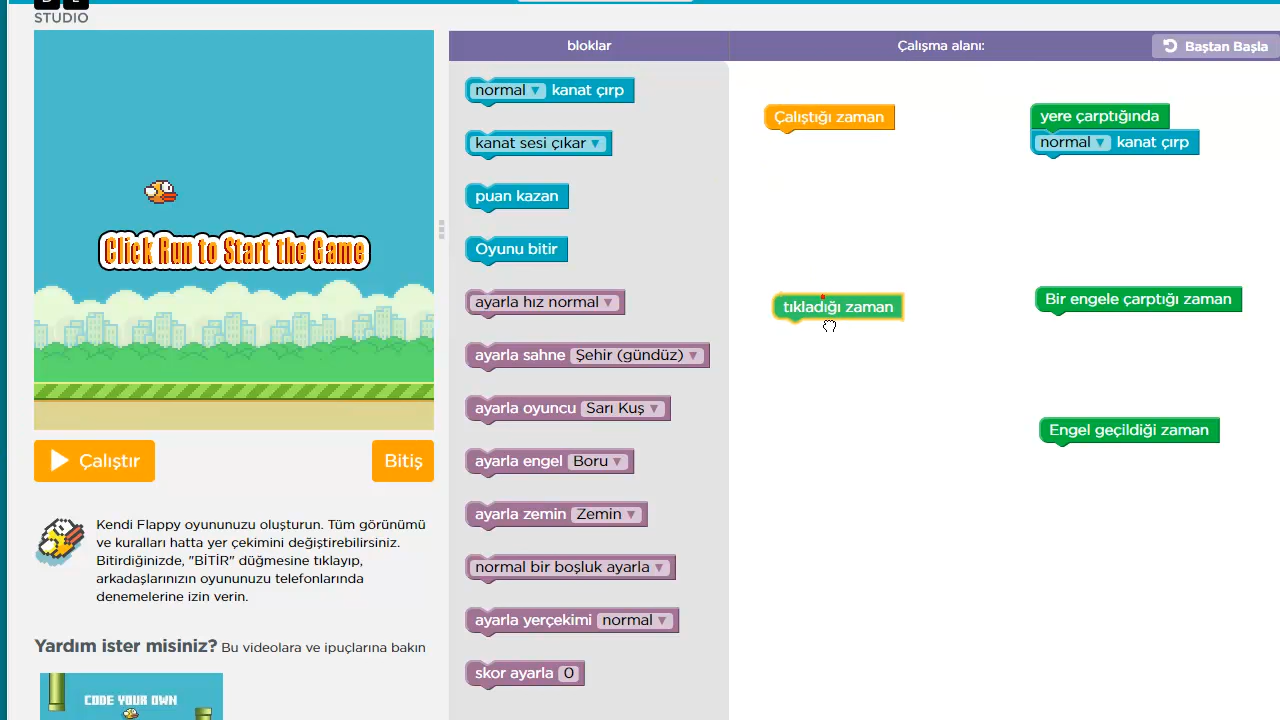 STUDIO
Click Run to Start the Game
Çalıştır
Bitiş
Kendi Flappy oyununuzu oluşturun. Tüm görünümü
ve kuralları hatta yer çekimini değiştirebilirsiniz.
Bitirdiğinizde, "BİTİR" düğmesine tıklayıp,
arkadaşlarınızın oyununuzu telefonlarında
denemelerine izin verin.
Yardım ister misiniz? Bu videolara ve ipuçlarına bakın
CODE YOUR OWN
bloklar
normal ▼ kanat çırp
kanat sesi çıkar ▼
puan kazan
Oyunu bitir
ayarla hız normal ▼
ayarla sahne Şehir (gündüz) ▼
ayarla oyuncu Sarı Kuş ▼
ayarla engel Boru ▼
ayarla zemin Zemin ▼
normal bir boşluk ayarla ▼
ayarla yerçekimi normal ▼
skor ayarla 0
Çalışma alanı:
Baştan Başla
Çalıştığı zaman
yere çarptığında
normal ▼ kanat çırp
tıkladığı zaman
Bir engele çarptığı zaman
Engel geçildiği zaman